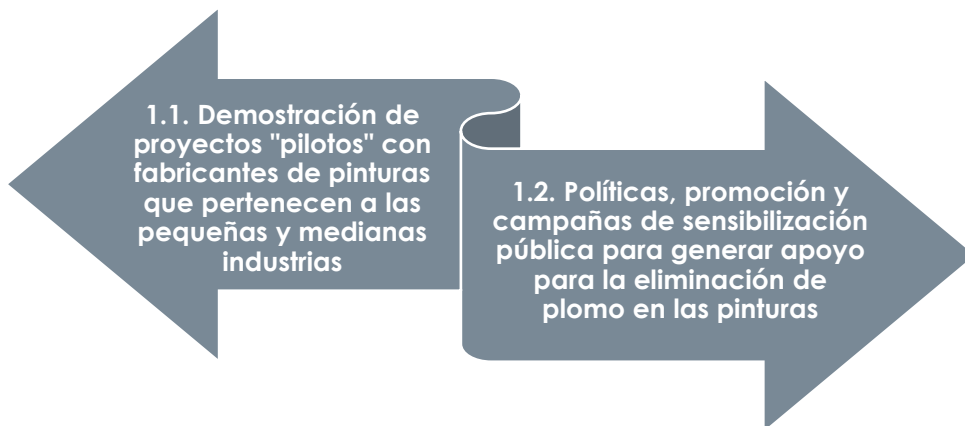 1.1. Demostración de
proyectos "pilotos" con
fabricantes de pinturas
que pertenecen a las
pequeñas y medianas
industrias
1.2. Políticas, promoción y
campañas de sensibilización
pública para generar apoyo
para la eliminación de
plomo en las pinturas